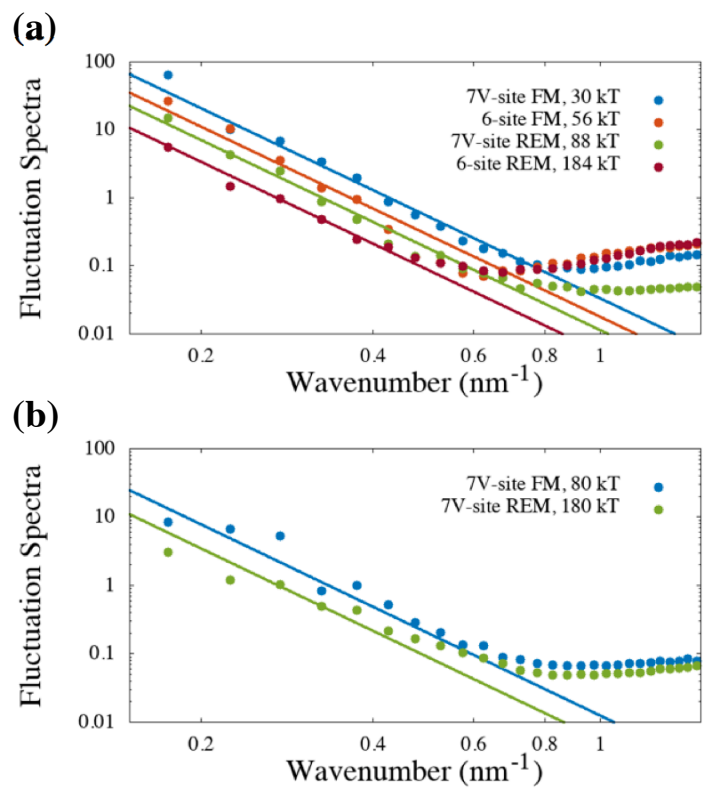 (a)
100
10
1
0.1
0.01
Fluctuation Spectra
7V-site FM, 30 kT
6-site FM, 56 kT
7V-site REM, 88 kT
6-site REM, 184 kT
0.2 0.4 0.6 0.8 1
Wavenumber (nm⁻¹)
(b)
100
10
1
0.1
0.01
Fluctuation Spectra
7V-site FM, 80 kT
7V-site REM, 180 kT
0.2 0.4 0.6 0.8 1
Wavenumber (nm⁻¹)